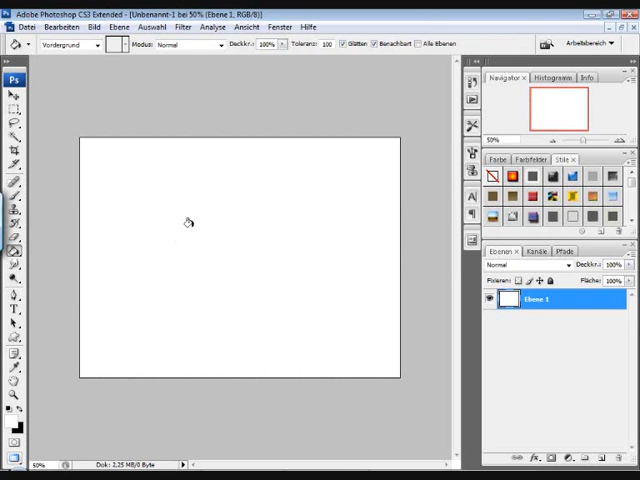 Adobe Photoshop CS3 Extended - [Unbenannt-1 bei 50% (Ebene 1, RGB/8)]
Datei Bearbeiten Bild Ebene Auswahl Filter Analyse Ansicht Fenster Hilfe
Vordergrund Modus: Normal Deckkr.: 100% Toleranz: 100 Glätten Benachbart Alle Ebenen Arbeitsbereich
Ps
Navigator Histogramm Info
50%
Farbe Farbfelder Stile
Ebenen Kanäle Pfade
Normal Deckkr.: 100%
Fixieren: Fläche: 100%
Ebene 1
50% Dok: 2,25 MB/0 Byte